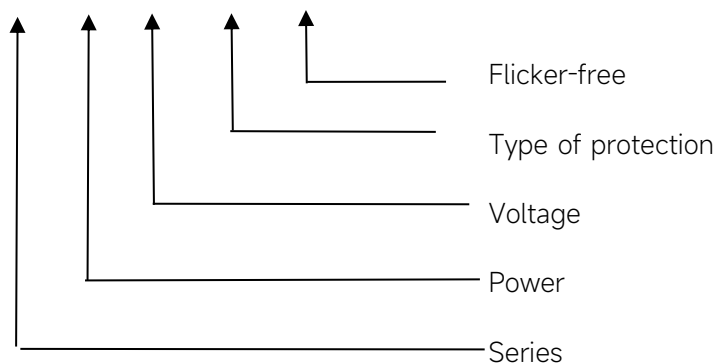 Flicker-free
Type of protection
Voltage
Power
Series